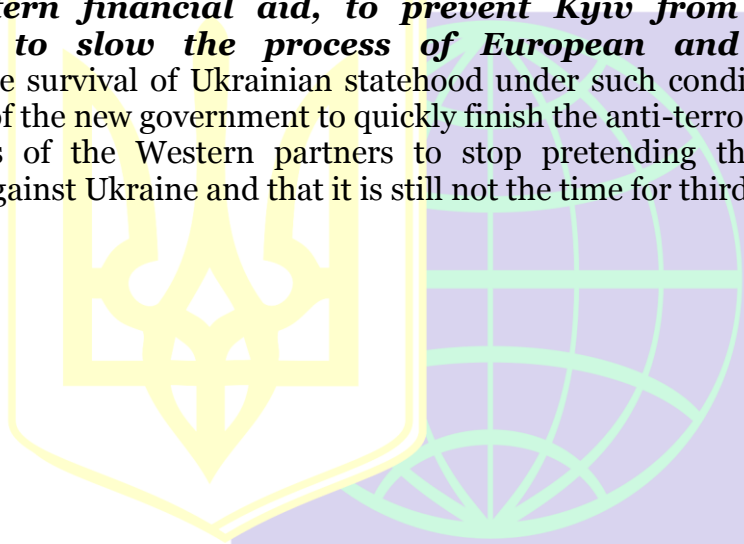 tern financial aid, to prevent Kyiv from
to slow the process of European and
e survival of Ukrainian statehood under such condi
of the new government to quickly finish the anti-terro
s of the Western partners to stop pretending th
gainst Ukraine and that it is still not the time for third